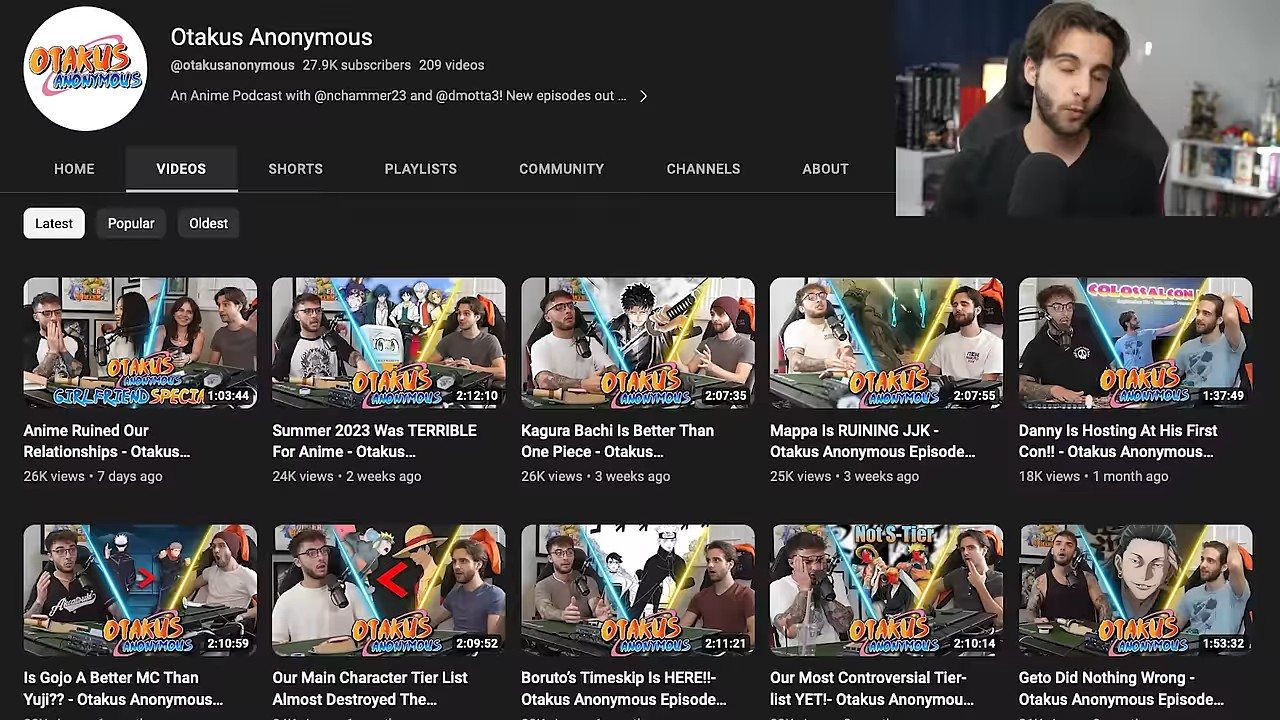 Otakus Anonymous
@otakusanonymous 27.9K subscribers 209 videos
An Anime Podcast with @nchammer23 and @dmotta3! New episodes out ...
OTAKUS
ANONYMOUS
HOME VIDEOS SHORTS PLAYLISTS COMMUNITY CHANNELS ABOUT
Latest Popular Oldest
OTAKUS
ANONYMOUS
GIRLFRIEND SPECIA
1:03:44
OTAKUS
ANONYMOUS
2:12:10
OTAKUS
ANONYMOUS
2:07:35
OTAKUS
ANONYMOUS
2:07:55
COLOSSALCON
OTAKUS
ANONYMOUS
1:37:49
Anime Ruined Our
Relationships - Otakus...
26K views • 7 days ago
Summer 2023 Was TERRIBLE
For Anime - Otakus...
24K views • 2 weeks ago
Kagura Bachi Is Better Than
One Piece - Otakus...
26K views • 3 weeks ago
Mappa Is RUINING JJK -
Otakus Anonymous Episode...
25K views • 3 weeks ago
Danny Is Hosting At His First
Con!! - Otakus Anonymous...
18K views • 1 month ago
OTAKUS
ANONYMOUS
2:10:59
OTAKUS
ANONYMOUS
2:09:52
OTAKUS
ANONYMOUS
2:11:21
Not S-Tier
OTAKUS
ANONYMOUS
2:10:14
OTAKUS
ANONYMOUS
1:53:32
Is Gojo A Better MC Than
Yuji?? - Otakus Anonymous...
Our Main Character Tier List
Almost Destroyed The...
Boruto's Timeskip Is HERE!!-
Otakus Anonymous Episode...
Our Most Controversial Tier-
list YET!- Otakus Anonymou...
Geto Did Nothing Wrong -
Otakus Anonymous Episode...